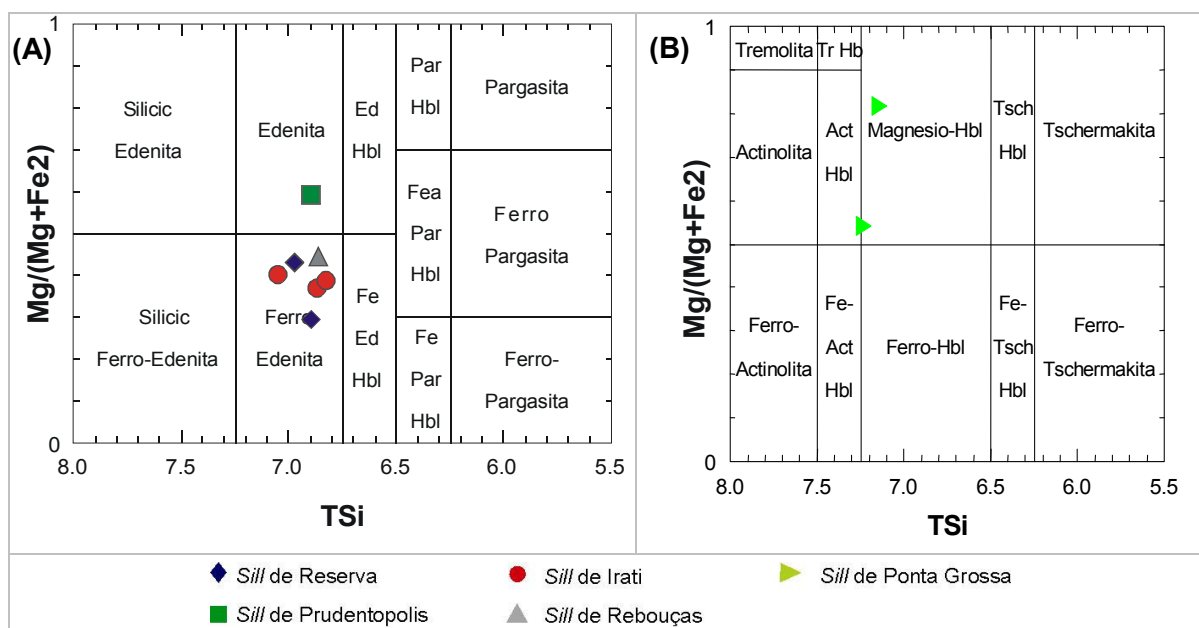 (A)
1
Mg/(Mg+Fe2)
0
Silicic
Edenita
Edenita
Ed
Hbl
Par
Hbl
Pargasita
Fea
Par
Hbl
Ferro
Pargasita
Silicic
Ferro-Edenita
Ferro
Edenita
Fe
Ed
Hbl
Fe
Par
Hbl
Ferro-
Pargasita
8.0 7.5 7.0 6.5 6.0 5.5
TSi
(B)
1
Mg/(Mg+Fe2)
0
Tremolita
Tr Hb
Actinolita
Act
Hbl
Magnesio-Hbl
Tsch
Hbl
Tschermakita
Ferro-
Actinolita
Fe-
Act
Hbl
Ferro-Hbl
Fe-
Tsch
Hbl
Ferro-
Tschermakita
8.0 7.5 7.0 6.5 6.0 5.5
TSi
Sill de Reserva
Sill de Irati
Sill de Ponta Grossa
Sill de Prudentopolis
Sill de Rebouças